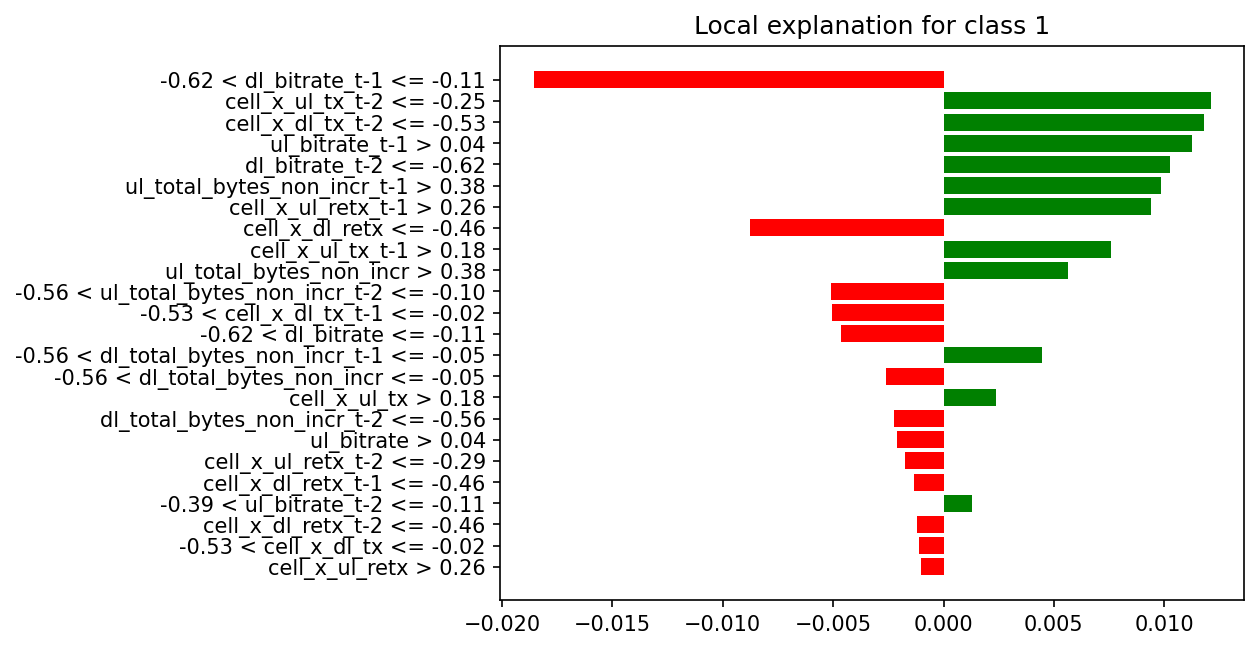 Local explanation for class 1
-0.62 < dl_bitrate_t-1 <= -0.11
cell_x_ul_tx_t-2 <= -0.25
cell_x_dl_tx_t-2 <= -0.53
ul_bitrate_t-1 > 0.04
dl_bitrate_t-2 <= -0.62
ul_total_bytes_non_incr_t-1 > 0.38
cell_x_ul_retx_t-1 > 0.26
cell_x_dl_retx <= -0.46
cell_x_ul_tx_t-1 > 0.18
ul_total_bytes_non_incr > 0.38
-0.56 < ul_total_bytes_non_incr_t-2 <= -0.10
-0.53 < cell_x_dl_tx_t-1 <= -0.02
-0.62 < dl_bitrate <= -0.11
-0.56 < dl_total_bytes_non_incr_t-1 <= -0.05
-0.56 < dl_total_bytes_non_incr <= -0.05
cell_x_ul_tx > 0.18
dl_total_bytes_non_incr_t-2 <= -0.56
ul_bitrate > 0.04
cell_x_ul_retx_t-2 <= -0.29
cell_x_dl_retx_t-1 <= -0.46
-0.39 < ul_bitrate_t-2 <= -0.11
cell_x_dl_retx_t-2 <= -0.46
-0.53 < cell_x_dl_tx <= -0.02
cell_x_ul_retx > 0.26
−0.020 −0.015 −0.010 −0.005 0.000 0.005 0.010